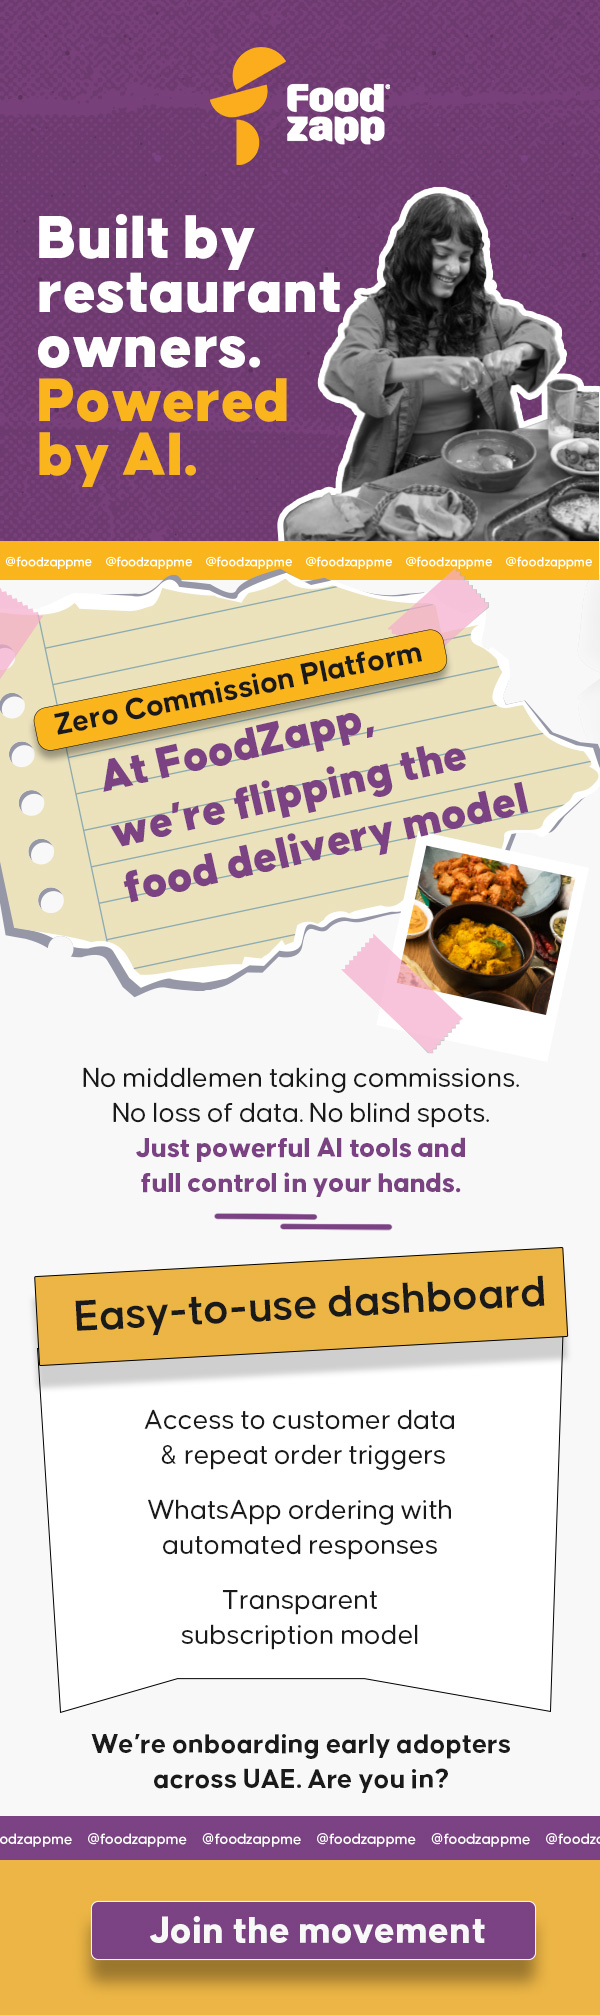 Food
zapp
Built by
restaurant
owners.
Powered
by AI.
@foodzappme @foodzappme @foodzappme @foodzappme @foodzappme @foodzappme
Zero Commission Platform
At FoodZapp,
we're flipping the
food delivery model
No middlemen taking commissions.
No loss of data. No blind spots.
Just powerful AI tools and
full control in your hands.
Easy-to-use dashboard
Access to customer data
& repeat order triggers
WhatsApp ordering with
automated responses
Transparent
subscription model
We're onboarding early adopters
across UAE. Are you in?
odzappme @foodzappme @foodzappme @foodzappme @foodzappme @foodz
Join the movement